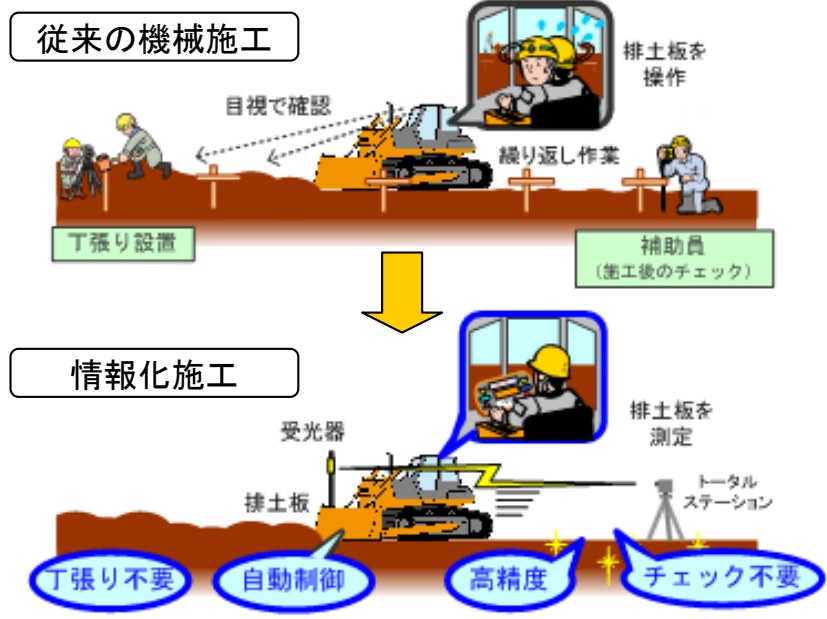 従来の機械施工
排土板を
操作
目視で確認
繰り返し作業
丁張り設置
補助員
（施工後のチェック）
情報化施工
排土板を
測定
受光器
排土板
トータル
ステーション
丁張り不要
自動制御
高精度
チェック不要